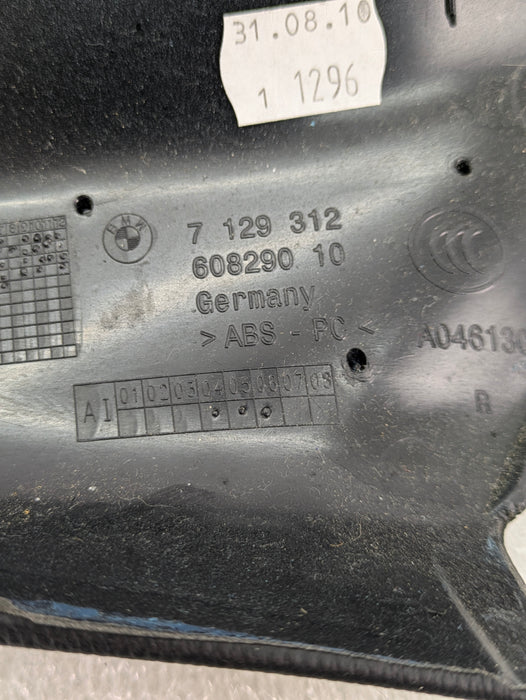 31.08.10
1 1296
BMW
7 129 312
608290 10
Germany
>ABS - PC<
A046130
R
AI 01 02 03 04 05 06 07 08